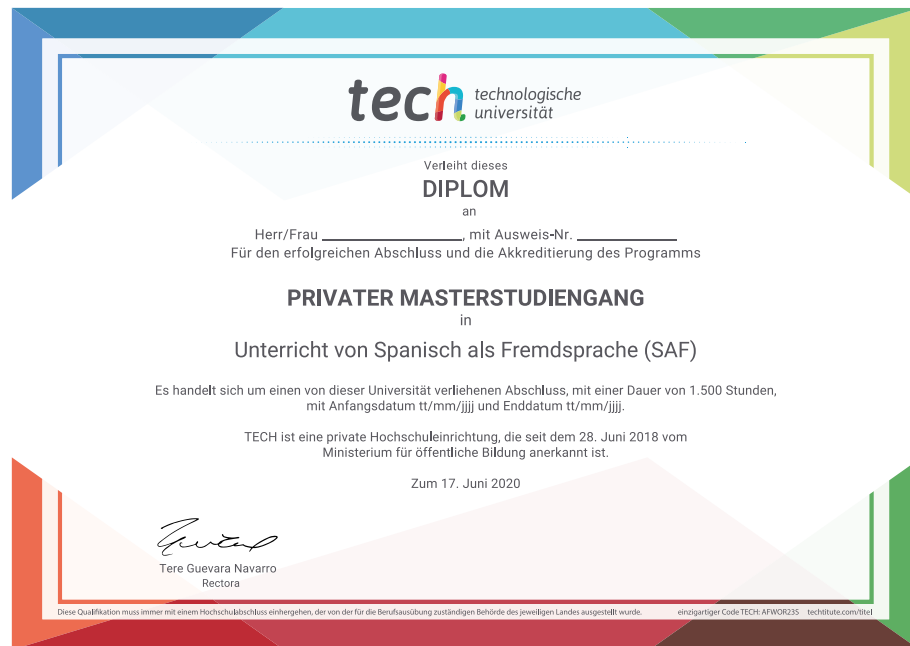 tech technologische
universität
Verleiht dieses
DIPLOM
an
Herr/Frau ____________, mit Ausweis-Nr. ____________
Für den erfolgreichen Abschluss und die Akkreditierung des Programms
PRIVATER MASTERSTUDIENGANG
in
Unterricht von Spanisch als Fremdsprache (SAF)
Es handelt sich um einen von dieser Universität verliehenen Abschluss, mit einer Dauer von 1.500 Stunden,
mit Anfangsdatum tt/mm/jjjj und Enddatum tt/mm/jjjj.
TECH ist eine private Hochschuleinrichtung, die seit dem 28. Juni 2018 vom
Ministerium für öffentliche Bildung anerkannt ist.
Zum 17. Juni 2020
Tere Guevara Navarro
Rectora
Diese Qualifikation muss immer mit einem Hochschulabschluss einhergehen, der von der für die Berufsausübung zuständigen Behörde des jeweiligen Landes ausgestellt wurde. einzigartiger Code TECH: AFWOR235 techtitute.com/titel